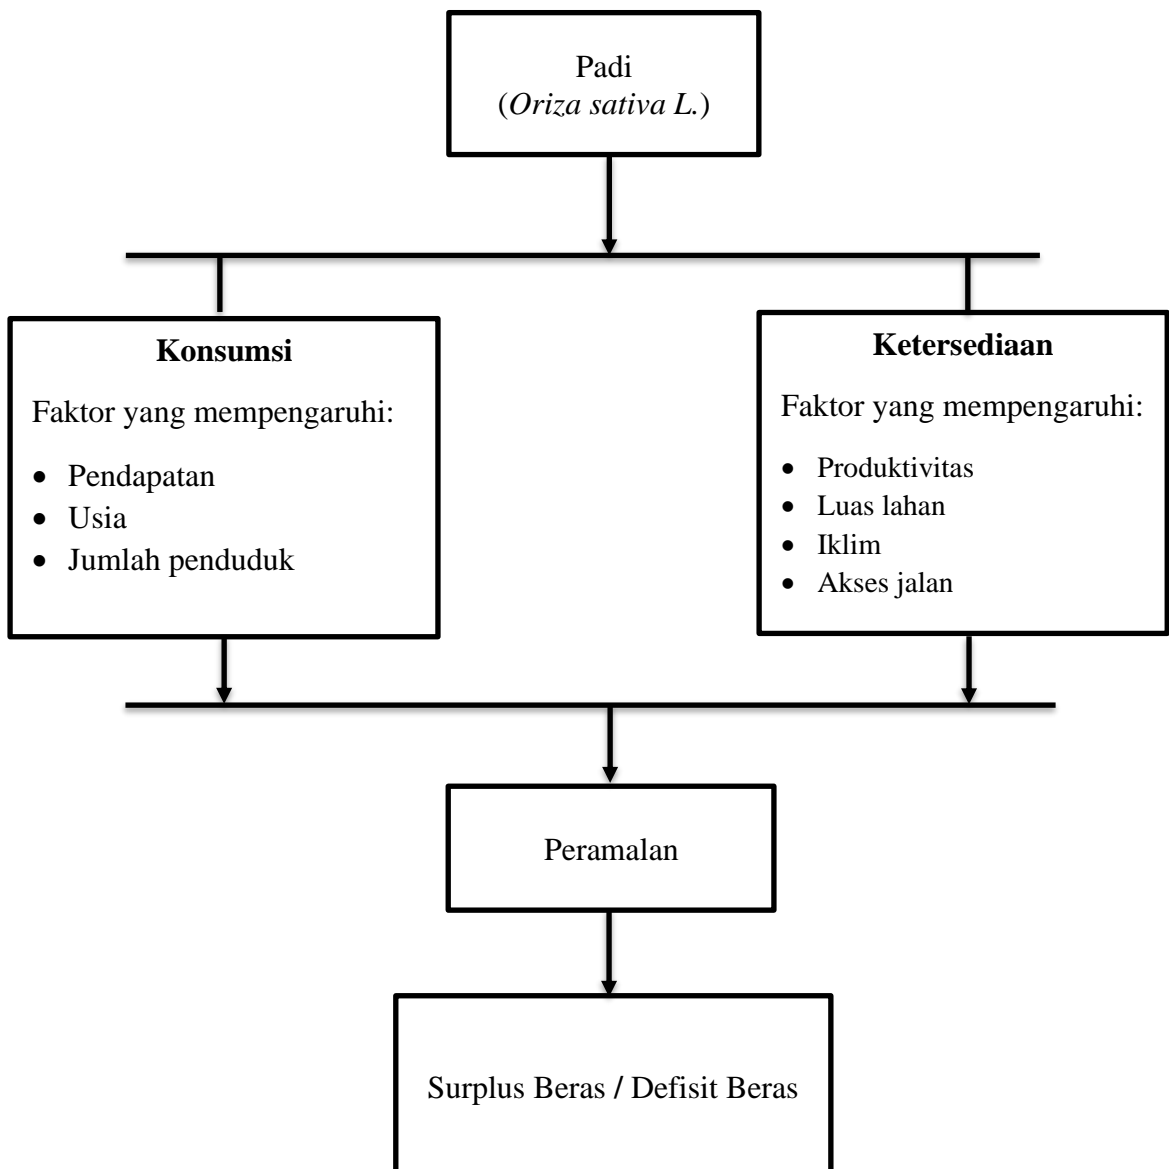 Padi
(Oriza sativa L.)
Konsumsi
Faktor yang mempengaruhi:
• Pendapatan
• Usia
• Jumlah penduduk
Ketersediaan
Faktor yang mempengaruhi:
• Produktivitas
• Luas lahan
• Iklim
• Akses jalan
Peramalan
Surplus Beras / Defisit Beras